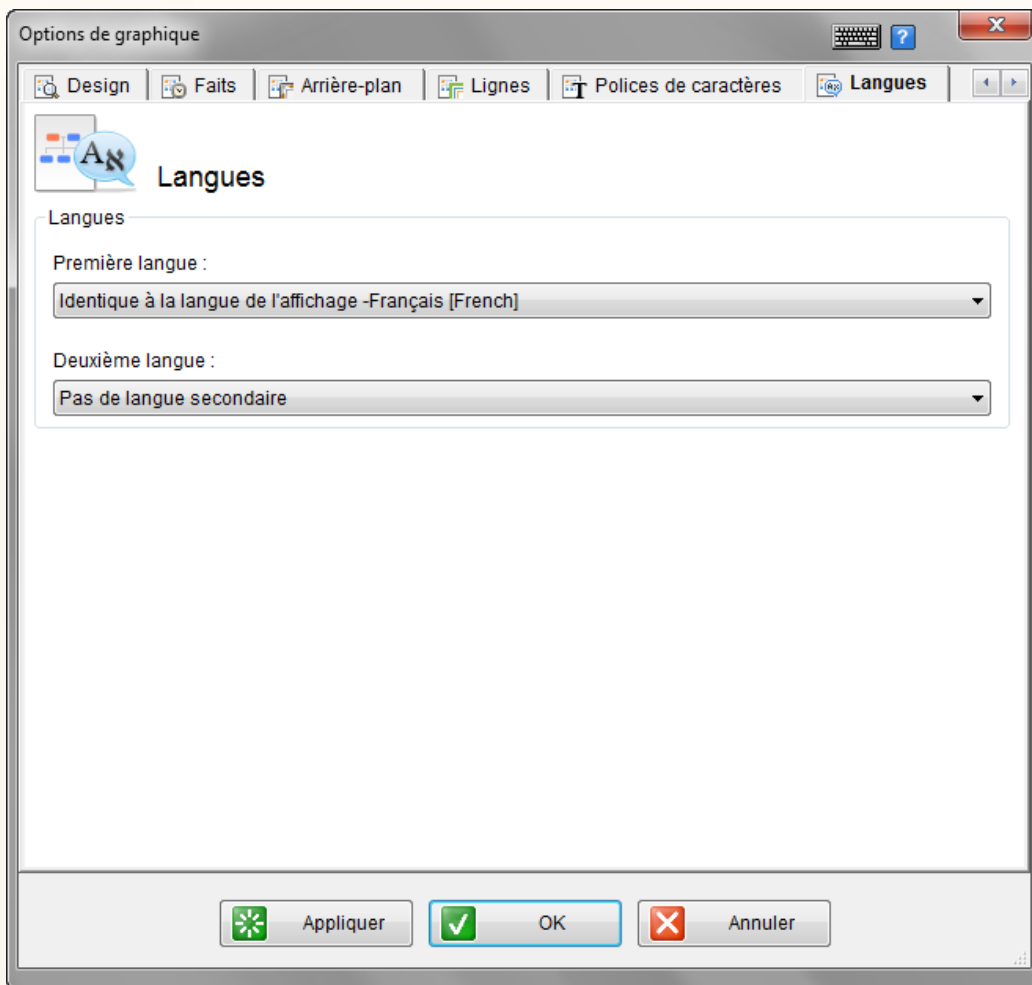 Options de graphique
?
Design Faits Arrière-plan Lignes Polices de caractères Langues
Langues
Langues
Première langue :
Identique à la langue de l'affichage -Français [French]
Deuxième langue :
Pas de langue secondaire
Appliquer OK Annuler